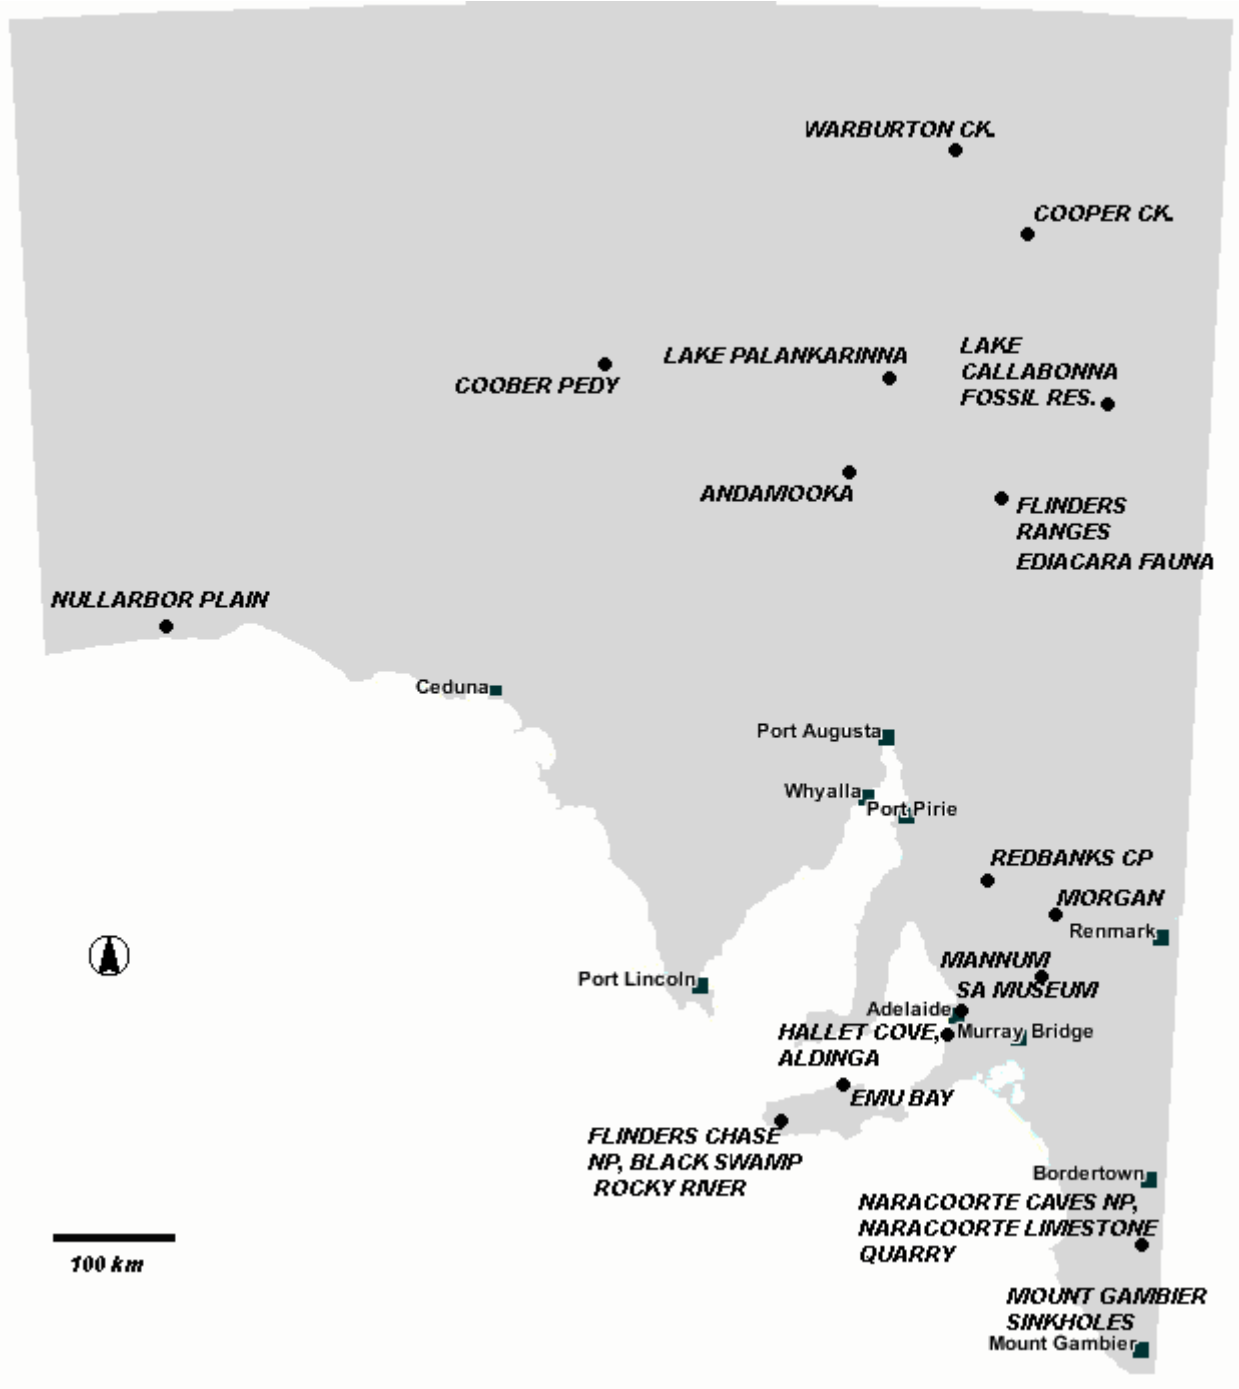 WARBURTON CK.
COOPER CK.
LAKE
CALLABONNA
FOSSIL RES.
LAKE PALANKARINNA
COOBER PEDY
ANDAMOOKA
FLINDERS
RANGES
EDIACARA FAUNA
NULLARBOR PLAIN
Ceduna
Port Augusta
Whyalla
Port Pirie
REDBANKS CP
MORGAN
Renmark
MANNUM
Port Lincoln
SA MUSEUM
Adelaide
HALLET COVE,
ALDINGA
Murray Bridge
EMU BAY
FLINDERS CHASE
NP, BLACK SWAMP
ROCKY RIVER
Bordertown
NARACOORTE CAVES NP,
NARACOORTE LIMESTONE
QUARRY
100 km
MOUNT GAMBIER
SINKHOLES
Mount Gambier